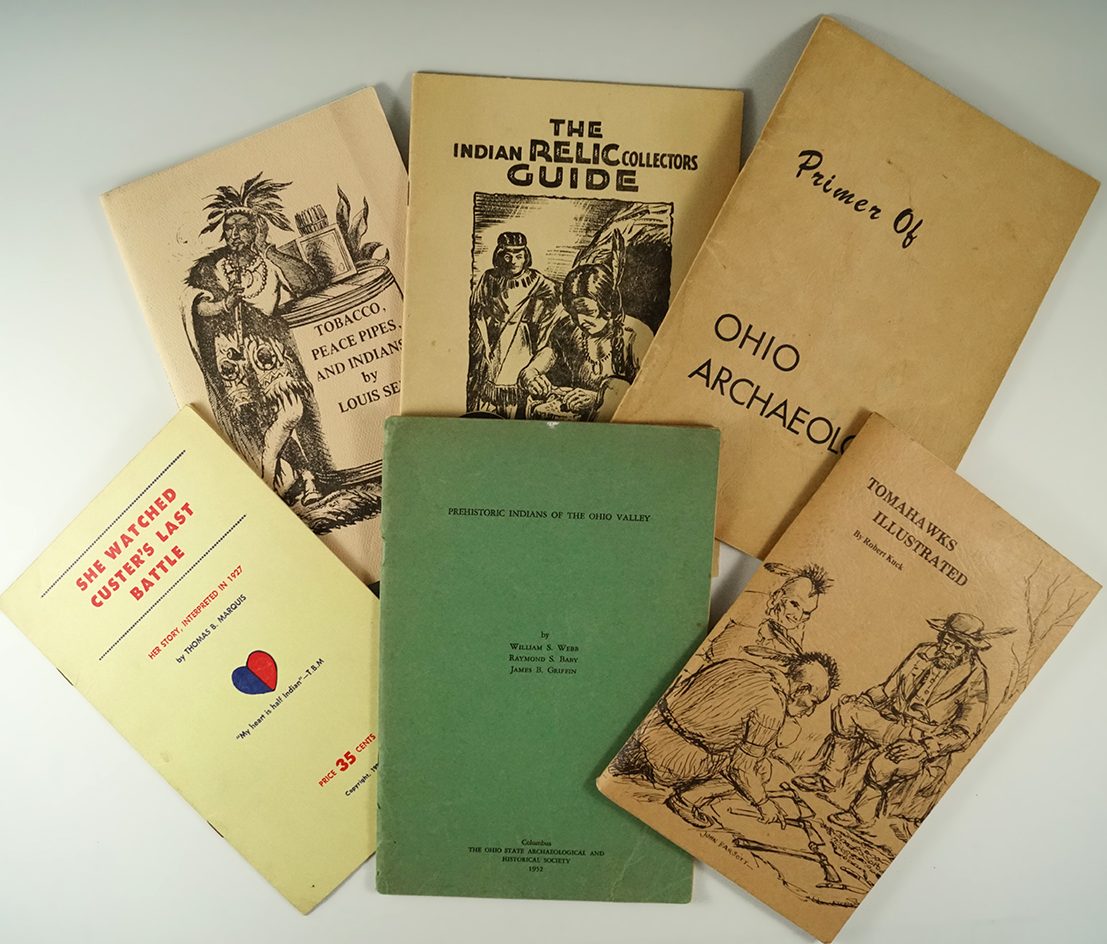 TOBACCO,
PEACE PIPES,
AND INDIANS
by
LOUIS
THE
INDIAN RELIC COLLECTORS
GUIDE
Primer Of
OHIO
ARCHAEOLO
SHE WATCHED
CUSTER'S LAST
BATTLE
HER STORY, INTERPRETED IN 1927
by THOMAS B. MARQUIS
"My heart is half Indian"—T.B.M
PRICE 35 CENTS
Copyright,
PREHISTORIC INDIANS OF THE OHIO VALLEY
by
WILLIAM S. WEBB
RAYMOND S. BABY
JAMES B. GRIFFIN
Columbus
THE OHIO STATE ARCHAEOLOGICAL AND
HISTORICAL SOCIETY
1952
TOMAHAWKS
ILLUSTRATED
By Robert Kuck